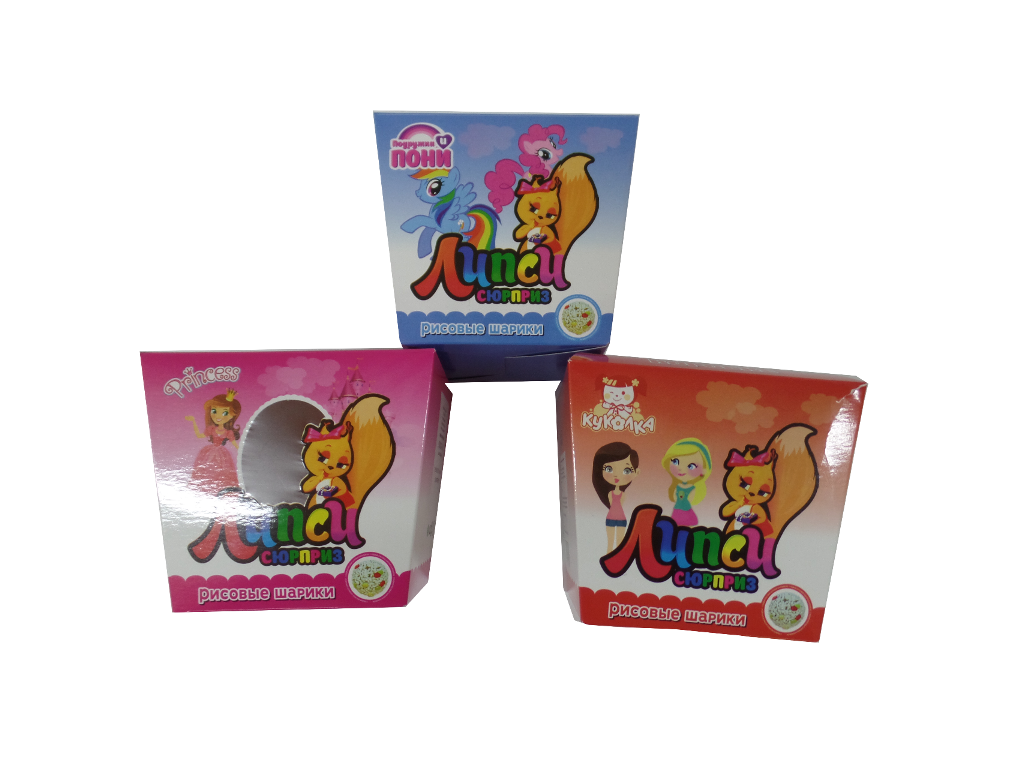 Подружки и
ПОНИ
Липси
сюрприз
рисовые шарики
Princess
Липси
сюрприз
рисовые шарики
КУКОЛКА
Липси
сюрприз
рисовые шарики